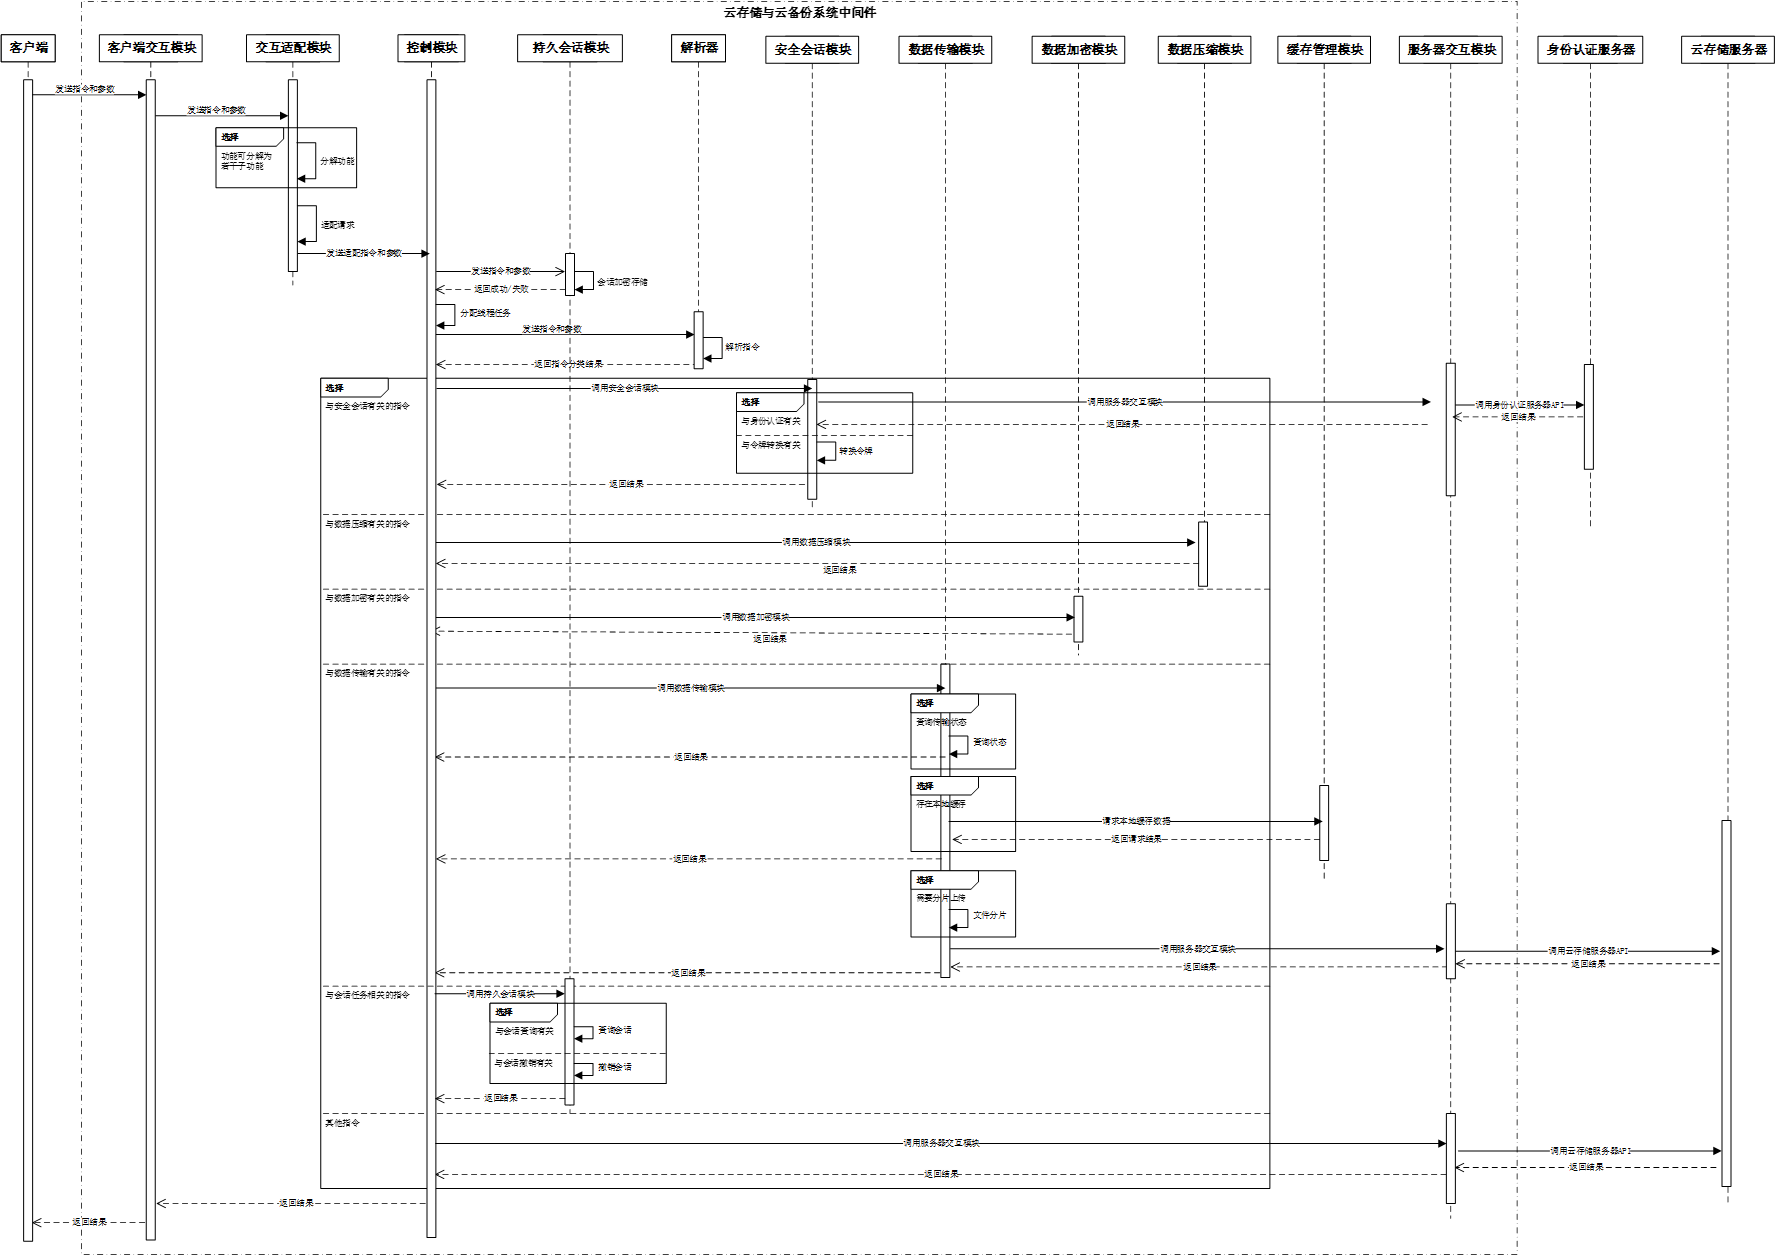 云存储与云备份系统中间件
客户端
客户端交互模块
交互适配模块
控制模块
持久会话模块
解析器
安全会话模块
数据传输模块
数据加密模块
数据压缩模块
缓存管理模块
服务器交互模块
身份认证服务器
云存储服务器
发送指令和参数
发送指令和参数
选择
功能可分解为
若干子功能
分解功能
适配请求
发送适配指令和参数
发送指令和参数
会话加密存储
返回成功/失败
分配线程任务
发送指令和参数
解析指令
返回指令分类结果
选择
与安全会话有关的指令
调用安全会话模块
选择
与身份认证有关
调用服务器交互模块
调用身份认证服务器API
返回结果
返回结果
与令牌转换有关
转换令牌
返回结果
与数据压缩有关的指令
调用数据压缩模块
返回结果
与数据加密有关的指令
调用数据加密模块
返回结果
与数据传输有关的指令
调用数据传输模块
选择
查询传输状态
查询状态
返回结果
选择
存在本地缓存
请求本地缓存数据
返回请求结果
返回结果
选择
需要分片上传
文件分片
调用服务器交互模块
调用云存储服务器API
返回结果
返回结果
返回结果
与会话任务相关的指令
调用持久会话模块
选择
与会话查询有关
查询会话
与会话撤销有关
撤销会话
返回结果
其他指令
调用服务器交互模块
调用云存储服务器API
返回结果
返回结果
返回结果
返回结果